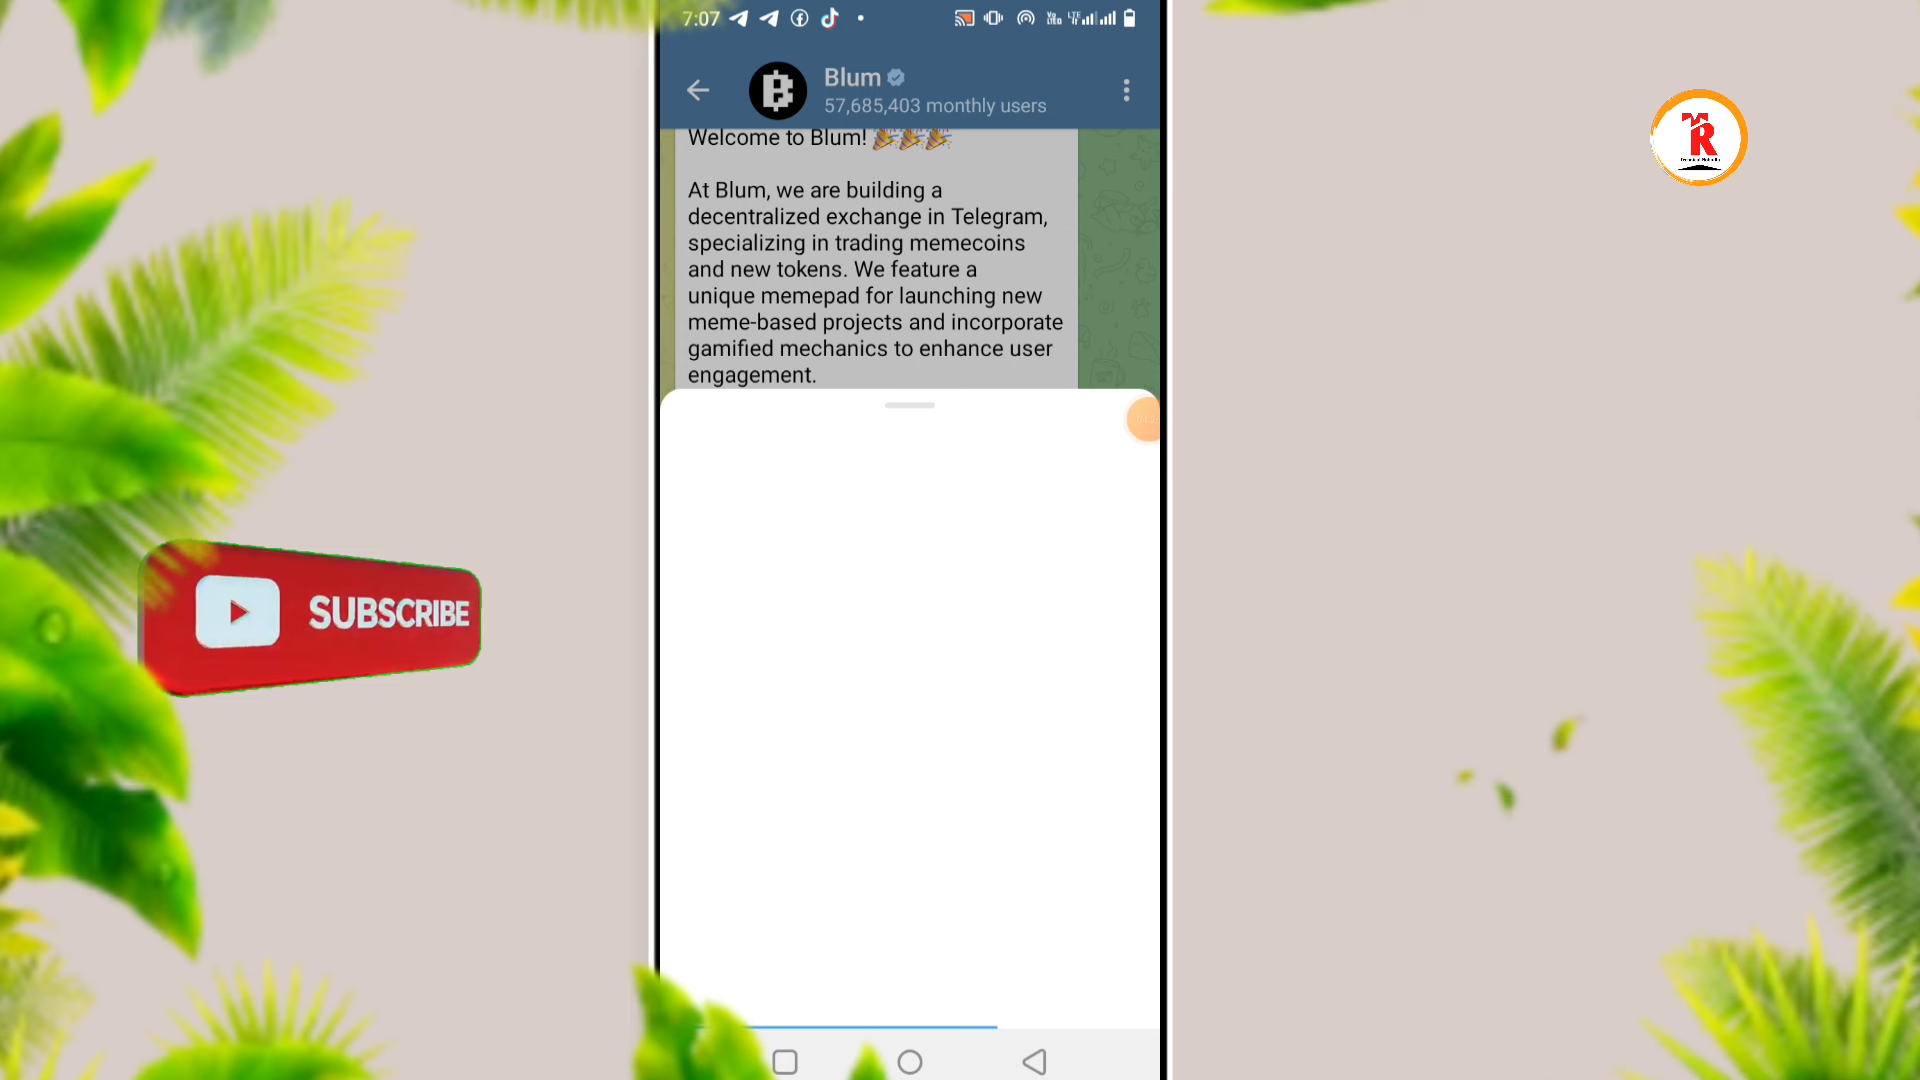 7:07
Blum
57,685,403 monthly users
Welcome to Blum! 🎉🎉🎉
At Blum, we are building a
decentralized exchange in Telegram,
specializing in trading memecoins
and new tokens. We feature a
unique memepad for launching new
meme-based projects and incorporate
gamified mechanics to enhance user
engagement.
SUBSCRIBE